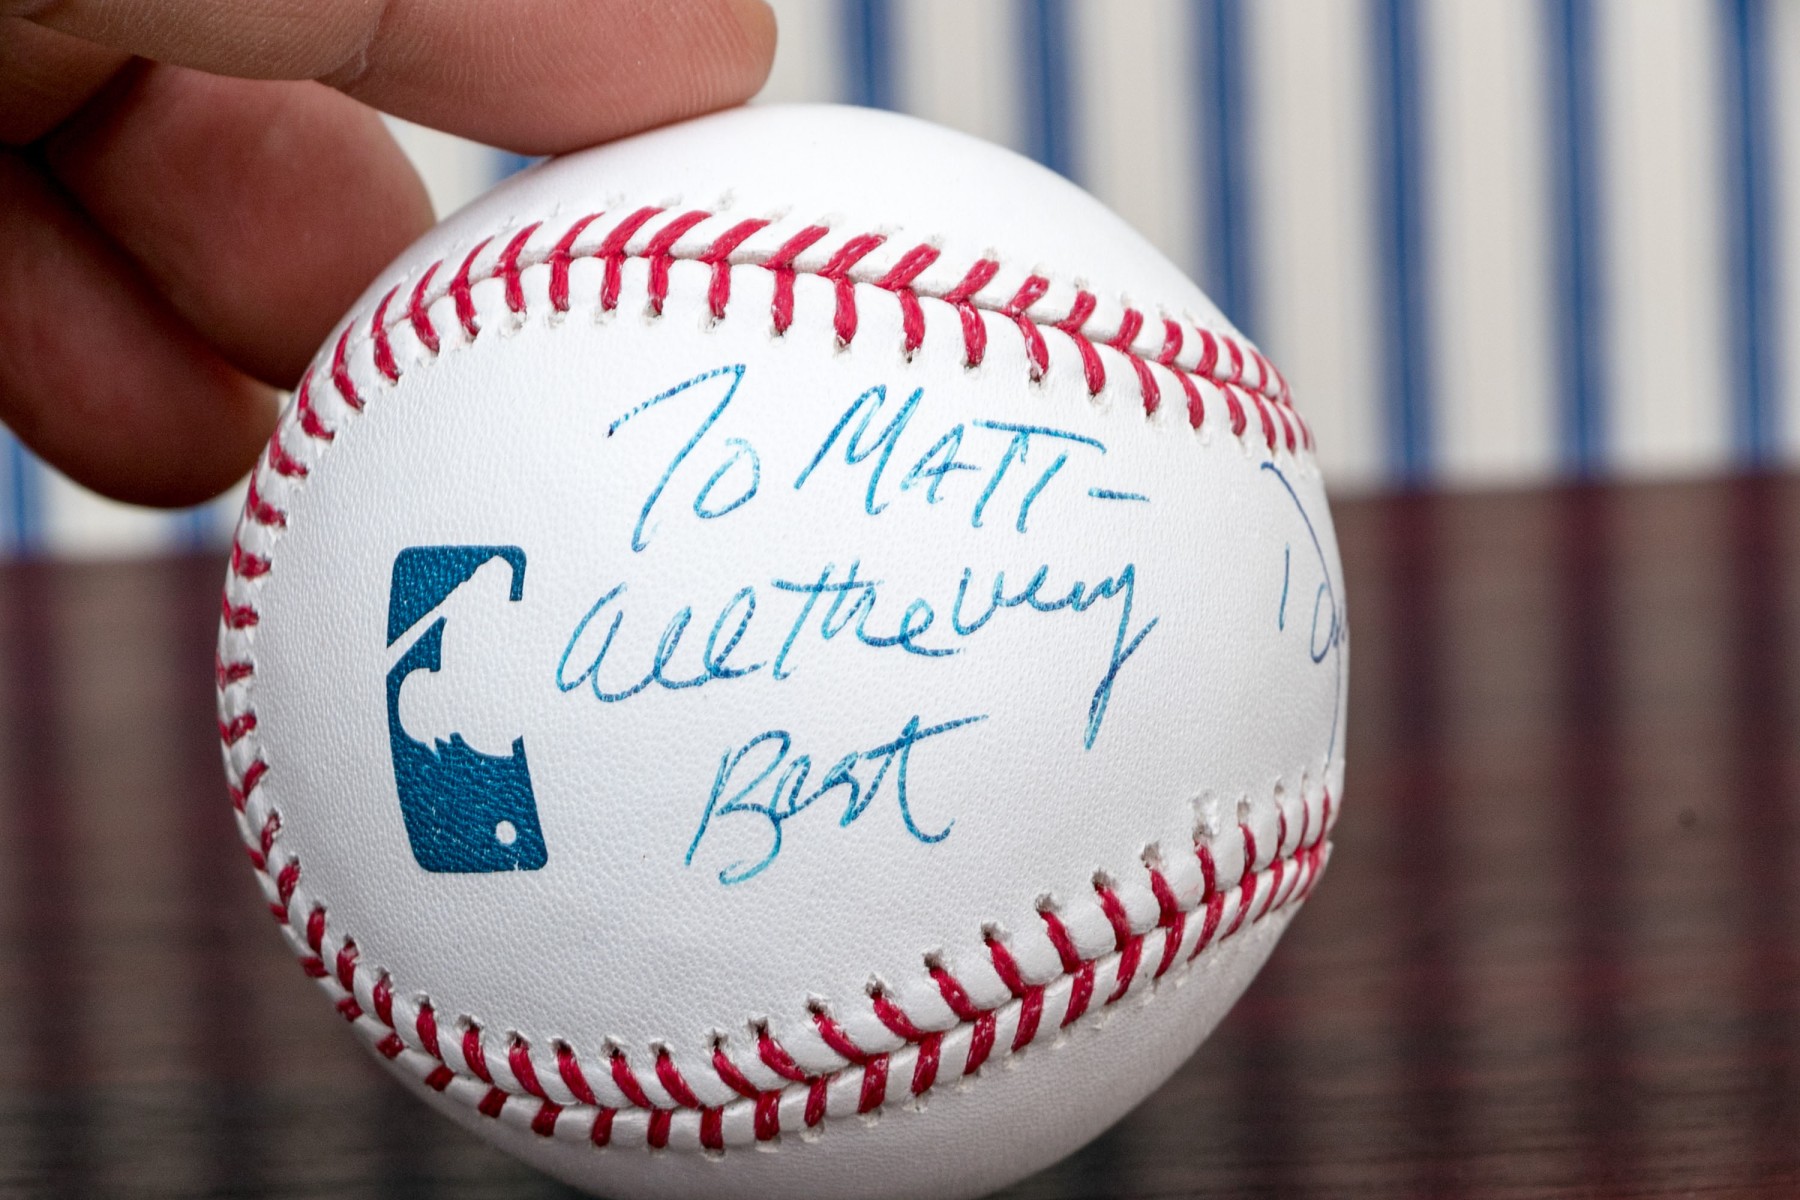 To MATT-
All the very
Best